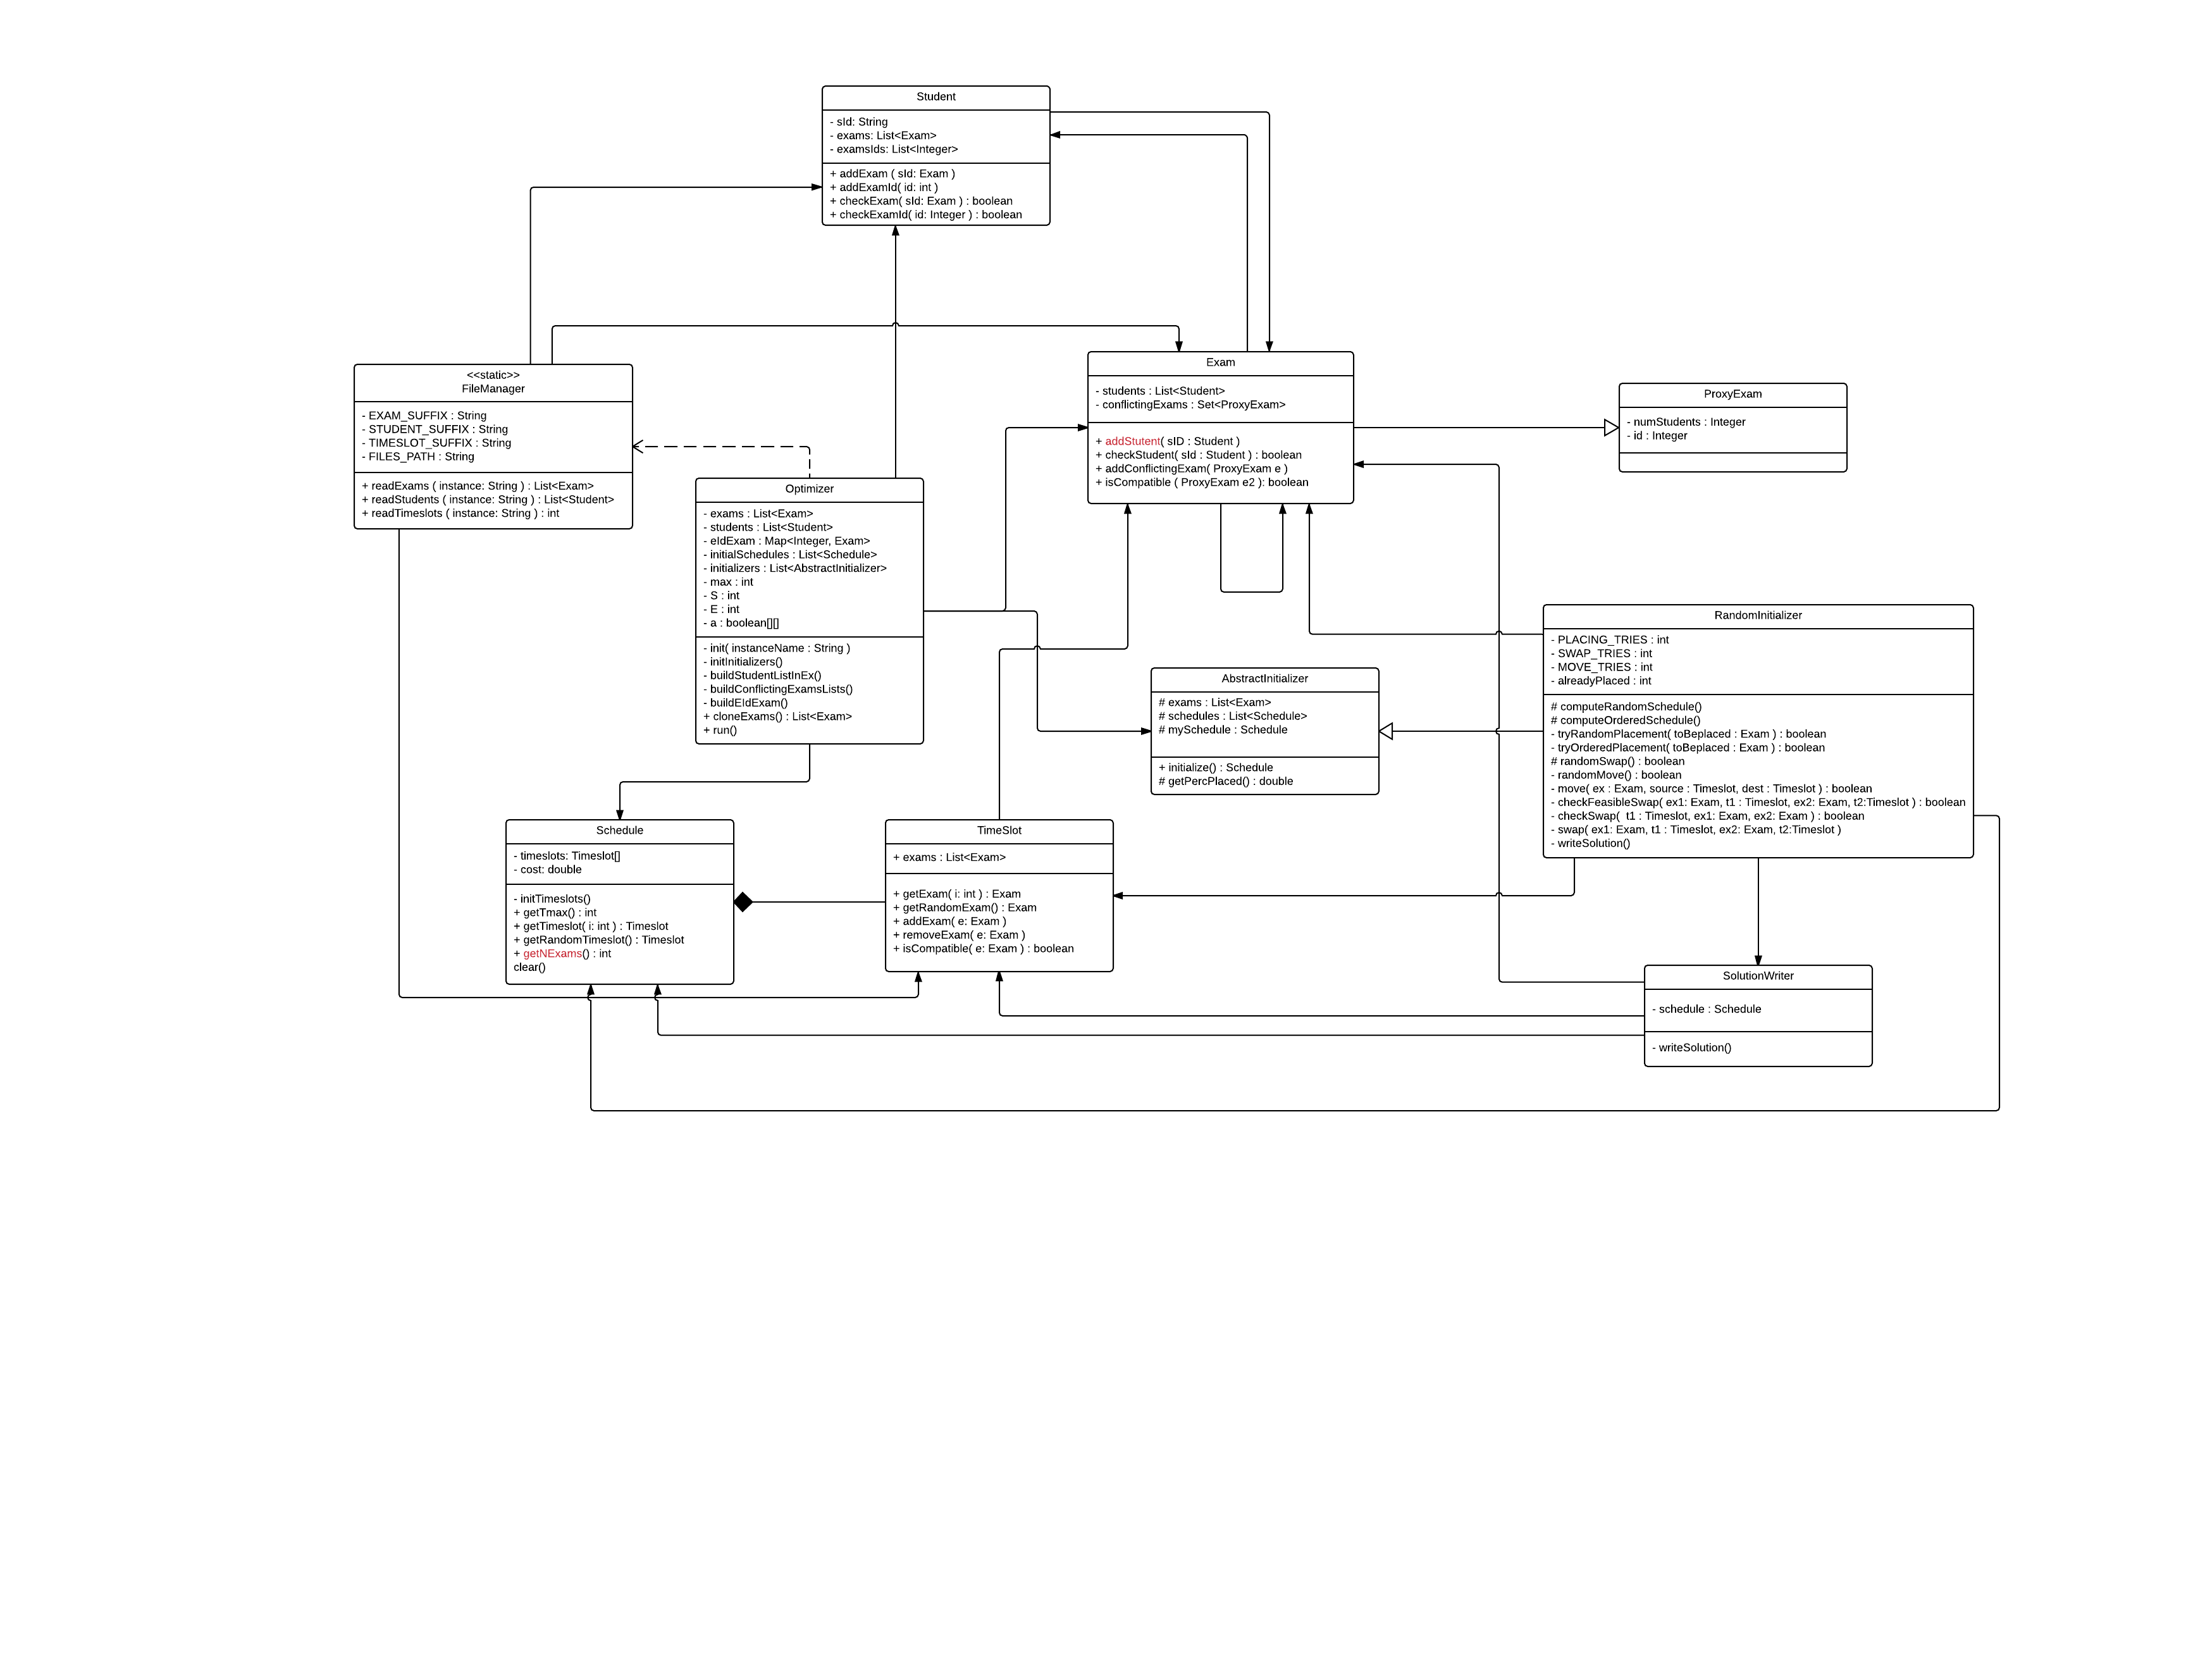 Student
- sId: String
- exams: List<Exam>
- examsIds: List<Integer>
+ addExam ( sId: Exam )
+ addExamId( id: int )
+ checkExam( sId: Exam ) : boolean
+ checkExamId( id: Integer ) : boolean
<<static>>
FileManager
- EXAM_SUFFIX : String
- STUDENT_SUFFIX : String
- TIMESLOT_SUFFIX : String
- FILES_PATH : String
+ readExams ( instance: String ) : List<Exam>
+ readStudents ( instance: String ) : List<Student>
+ readTimeslots ( instance: String ) : int
Exam
- students : List<Student>
- conflictingExams : Set<ProxyExam>
+ addStutent( sID : Student )
+ checkStudent( sId : Student ) : boolean
+ addConflictingExam( ProxyExam e )
+ isCompatible ( ProxyExam e2 ): boolean
ProxyExam
- numStudents : Integer
- id : Integer
Optimizer
- exams : List<Exam>
- students : List<Student>
- eIdExam : Map<Integer, Exam>
- initialSchedules : List<Schedule>
- initializers : List<AbstractInitializer>
- max : int
- S : int
- E : int
- a : boolean[][]
- init( instanceName : String )
- initInitializers()
- buildStudentListInEx()
- buildConflictingExamsLists()
- buildEIdExam()
+ cloneExams() : List<Exam>
+ run()
RandomInitializer
- PLACING_TRIES : int
- SWAP_TRIES : int
- MOVE_TRIES : int
- alreadyPlaced : int
# computeRandomSchedule()
# computeOrderedSchedule()
- tryRandomPlacement( toBeplaced : Exam ) : boolean
- tryOrderedPlacement( toBeplaced : Exam ) : boolean
# randomSwap() : boolean
- randomMove() : boolean
- move( ex : Exam, source : Timeslot, dest : Timeslot ) : boolean
- checkFeasibleSwap( ex1: Exam, t1 : Timeslot, ex2: Exam, t2:Timeslot ) : boolean
- checkSwap(  t1 : Timeslot, ex1: Exam, ex2: Exam ) : boolean
- swap( ex1: Exam, t1 : Timeslot, ex2: Exam, t2:Timeslot )
- writeSolution()
AbstractInitializer
# exams : List<Exam>
# schedules : List<Schedule>
# mySchedule : Schedule
+ initialize() : Schedule
# getPercPlaced() : double
Schedule
- timeslots: Timeslot[]
- cost: double
- initTimeslots()
+ getTmax() : int
+ getTimeslot( i: int ) : Timeslot
+ getRandomTimeslot() : Timeslot
+ getNExams() : int
clear()
TimeSlot
+ exams : List<Exam>
+ getExam( i: int ) : Exam
+ getRandomExam() : Exam
+ addExam( e: Exam )
+ removeExam( e: Exam )
+ isCompatible( e: Exam ) : boolean
SolutionWriter
- schedule : Schedule
- writeSolution()